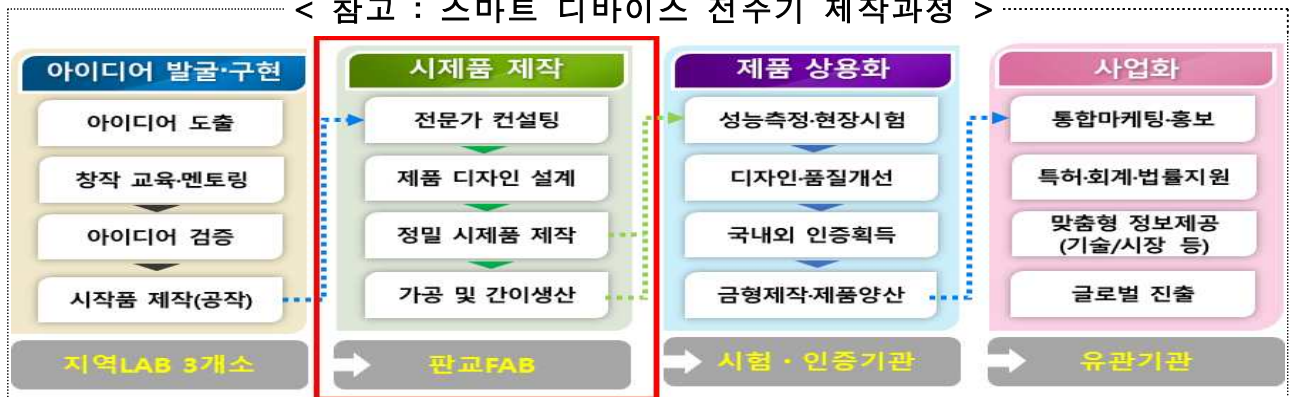 < 참고 : 스마트 디바이스 전주기 제작과정 >
아이디어 발굴·구현
아이디어 도출
창작 교육·멘토링
아이디어 검증
시작품 제작(공작)
지역LAB 3개소
시제품 제작
전문가 컨설팅
제품 디자인 설계
정밀 시제품 제작
가공 및 간이생산
판교FAB
제품 상용화
성능측정·현장시험
디자인·품질개선
국내외 인증획득
금형제작·제품양산
시험·인증기관
사업화
통합마케팅·홍보
특허·회계·법률지원
맞춤형 정보제공
(기술/시장 등)
글로벌 진출
유관기관